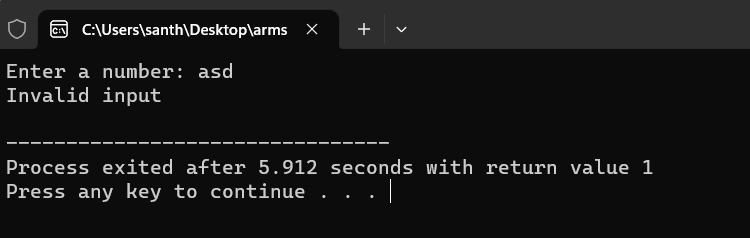 C:\Users\santh\Desktop\arms
Enter a number: asd
Invalid input
--------------------------------
Process exited after 5.912 seconds with return value 1
Press any key to continue . . .